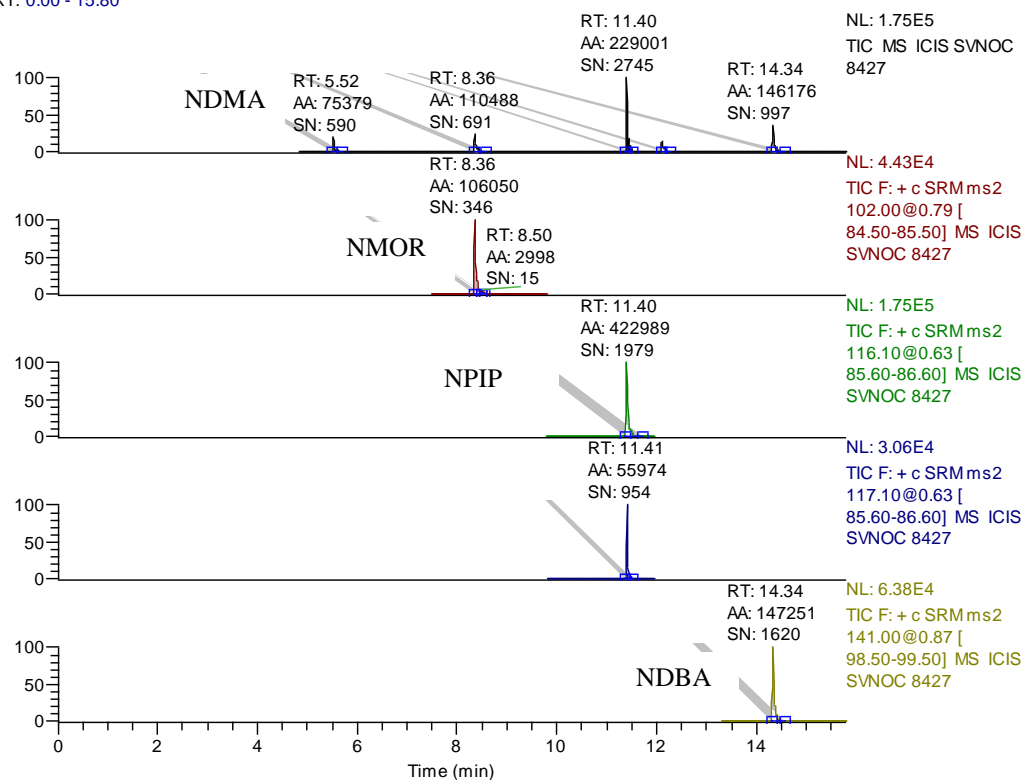 RT: 0.00 - 15.80
RT: 11.40
AA: 229001
SN: 2745
NL: 1.75E5
TIC MS ICIS SVNOC
8427
RT: 5.52
AA: 75379
SN: 590
RT: 8.36
AA: 110488
SN: 691
RT: 14.34
AA: 146176
SN: 997
NDMA
100
50
0
RT: 8.36
AA: 106050
SN: 346
RT: 8.50
AA: 2998
SN: 15
NMOR
NL: 4.43E4
TIC F: + c SRM ms2
102.00@0.79 [
84.50-85.50] MS ICIS
SVNOC 8427
100
50
0
RT: 11.40
AA: 422989
SN: 1979
NPIP
NL: 1.75E5
TIC F: + c SRM ms2
116.10@0.63 [
85.60-86.60] MS ICIS
SVNOC 8427
100
50
0
RT: 11.41
AA: 55974
SN: 954
NL: 3.06E4
TIC F: + c SRM ms2
117.10@0.63 [
85.60-86.60] MS ICIS
SVNOC 8427
100
50
0
RT: 14.34
AA: 147251
SN: 1620
NDBA
NL: 6.38E4
TIC F: + c SRM ms2
141.00@0.87 [
98.50-99.50] MS ICIS
SVNOC 8427
100
50
0
0 2 4 6 8 10 12 14
Time (min)